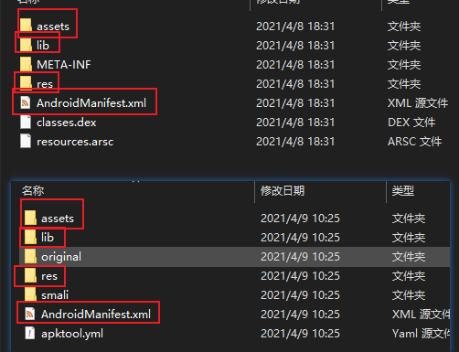 名称 修改日期 类型
assets 2021/4/8 18:31 文件夹
lib 2021/4/8 18:31 文件夹
META-INF 2021/4/8 18:31 文件夹
res 2021/4/8 18:31 文件夹
AndroidManifest.xml 2021/4/8 18:31 XML 源文件
classes.dex 2021/4/8 18:31 DEX 文件
resources.arsc 2021/4/8 18:31 ARSC 文件
名称 修改日期 类型
assets 2021/4/9 10:25 文件夹
lib 2021/4/9 10:25 文件夹
original 2021/4/9 10:25 文件夹
res 2021/4/9 10:25 文件夹
smali 2021/4/9 10:25 文件夹
AndroidManifest.xml 2021/4/9 10:25 XML 源文件
apktool.yml 2021/4/9 10:25 Yaml 源文